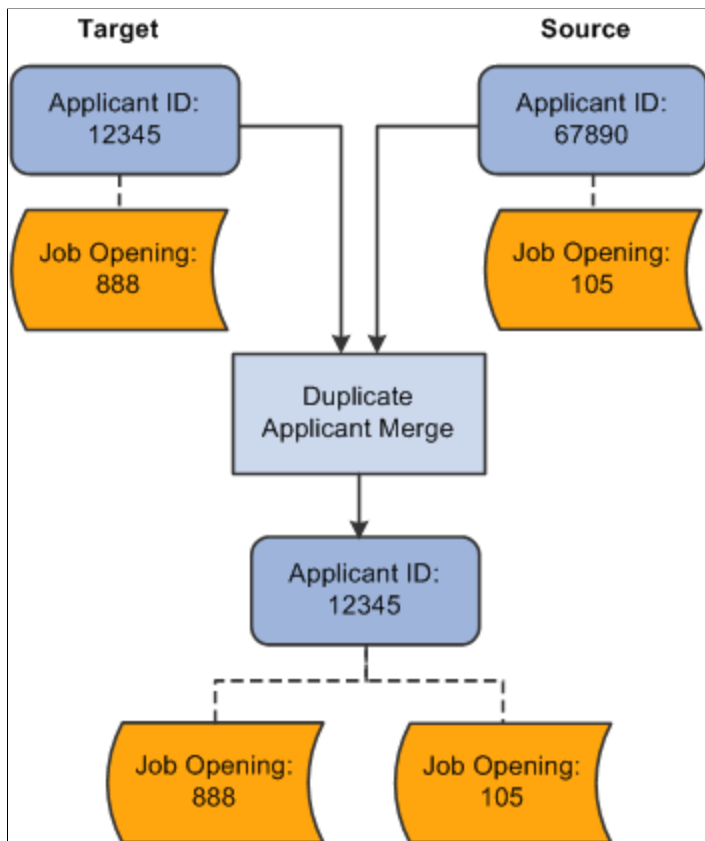 Target
Source
Applicant ID:
12345
Applicant ID:
67890
Job Opening:
888
Job Opening:
105
Duplicate
Applicant Merge
Applicant ID:
12345
Job Opening:
888
Job Opening:
105